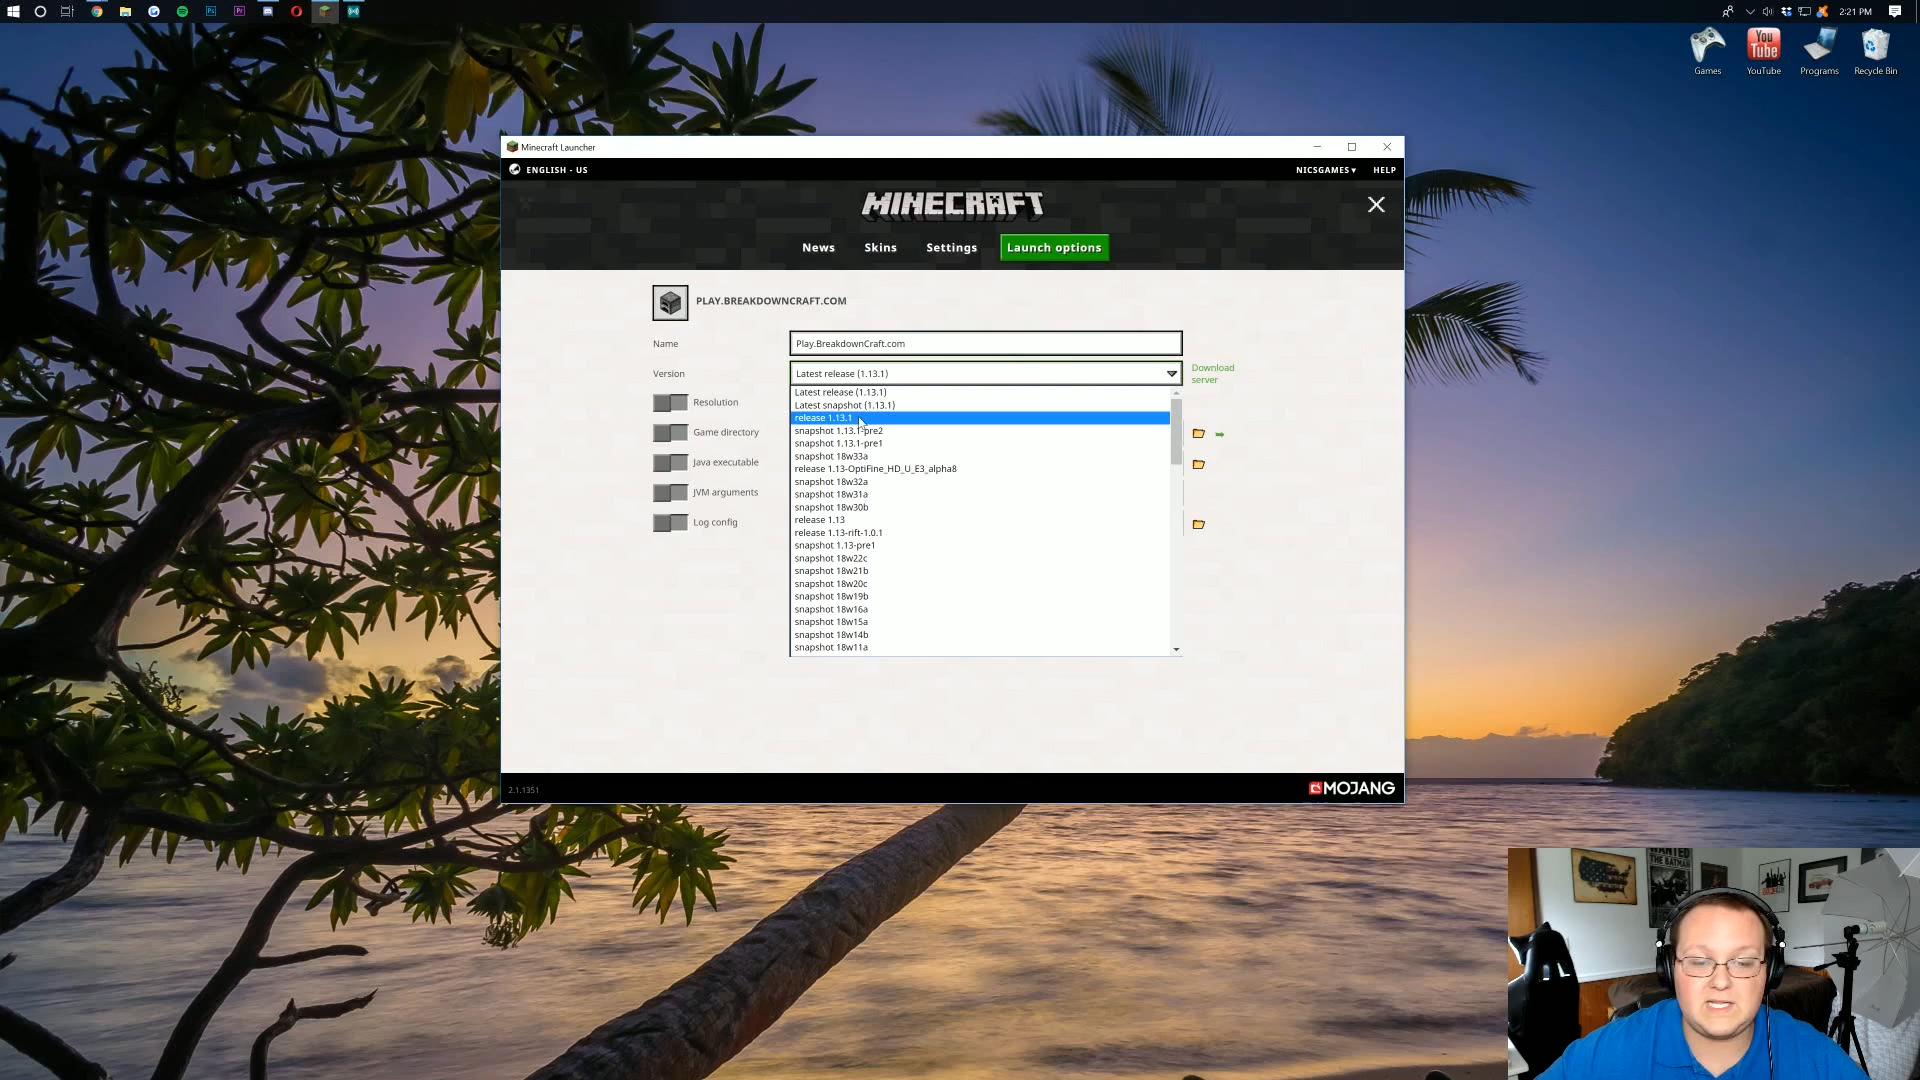 2:21 PM
Games
You Tube
YouTube
Programs
Recycle Bin
Minecraft Launcher
ENGLISH - US
NICSGAMES▾
HELP
MINECRAFT
News
Skins
Settings
Launch options
PLAY.BREAKDOWNCRAFT.COM
Name
Play.BreakdownCraft.com
Version
Latest release (1.13.1)
Download
server
Latest release (1.13.1)
Latest snapshot (1.13.1)
Resolution
release 1.13.1
snapshot 1.13.1-pre2
Game directory
snapshot 1.13.1-pre1
snapshot 18w33a
Java executable
release 1.13-OptiFine_HD_U_E3_alpha8
snapshot 18w32a
JVM arguments
snapshot 18w31a
snapshot 18w30b
Log config
release 1.13
release 1.13-rift-1.0.1
snapshot 1.13-pre1
snapshot 18w22c
snapshot 18w21b
snapshot 18w20c
snapshot 18w19b
snapshot 18w16a
snapshot 18w15a
snapshot 18w14b
snapshot 18w11a
2.1.1351
MOJANG
WANTED
THE BATMAN